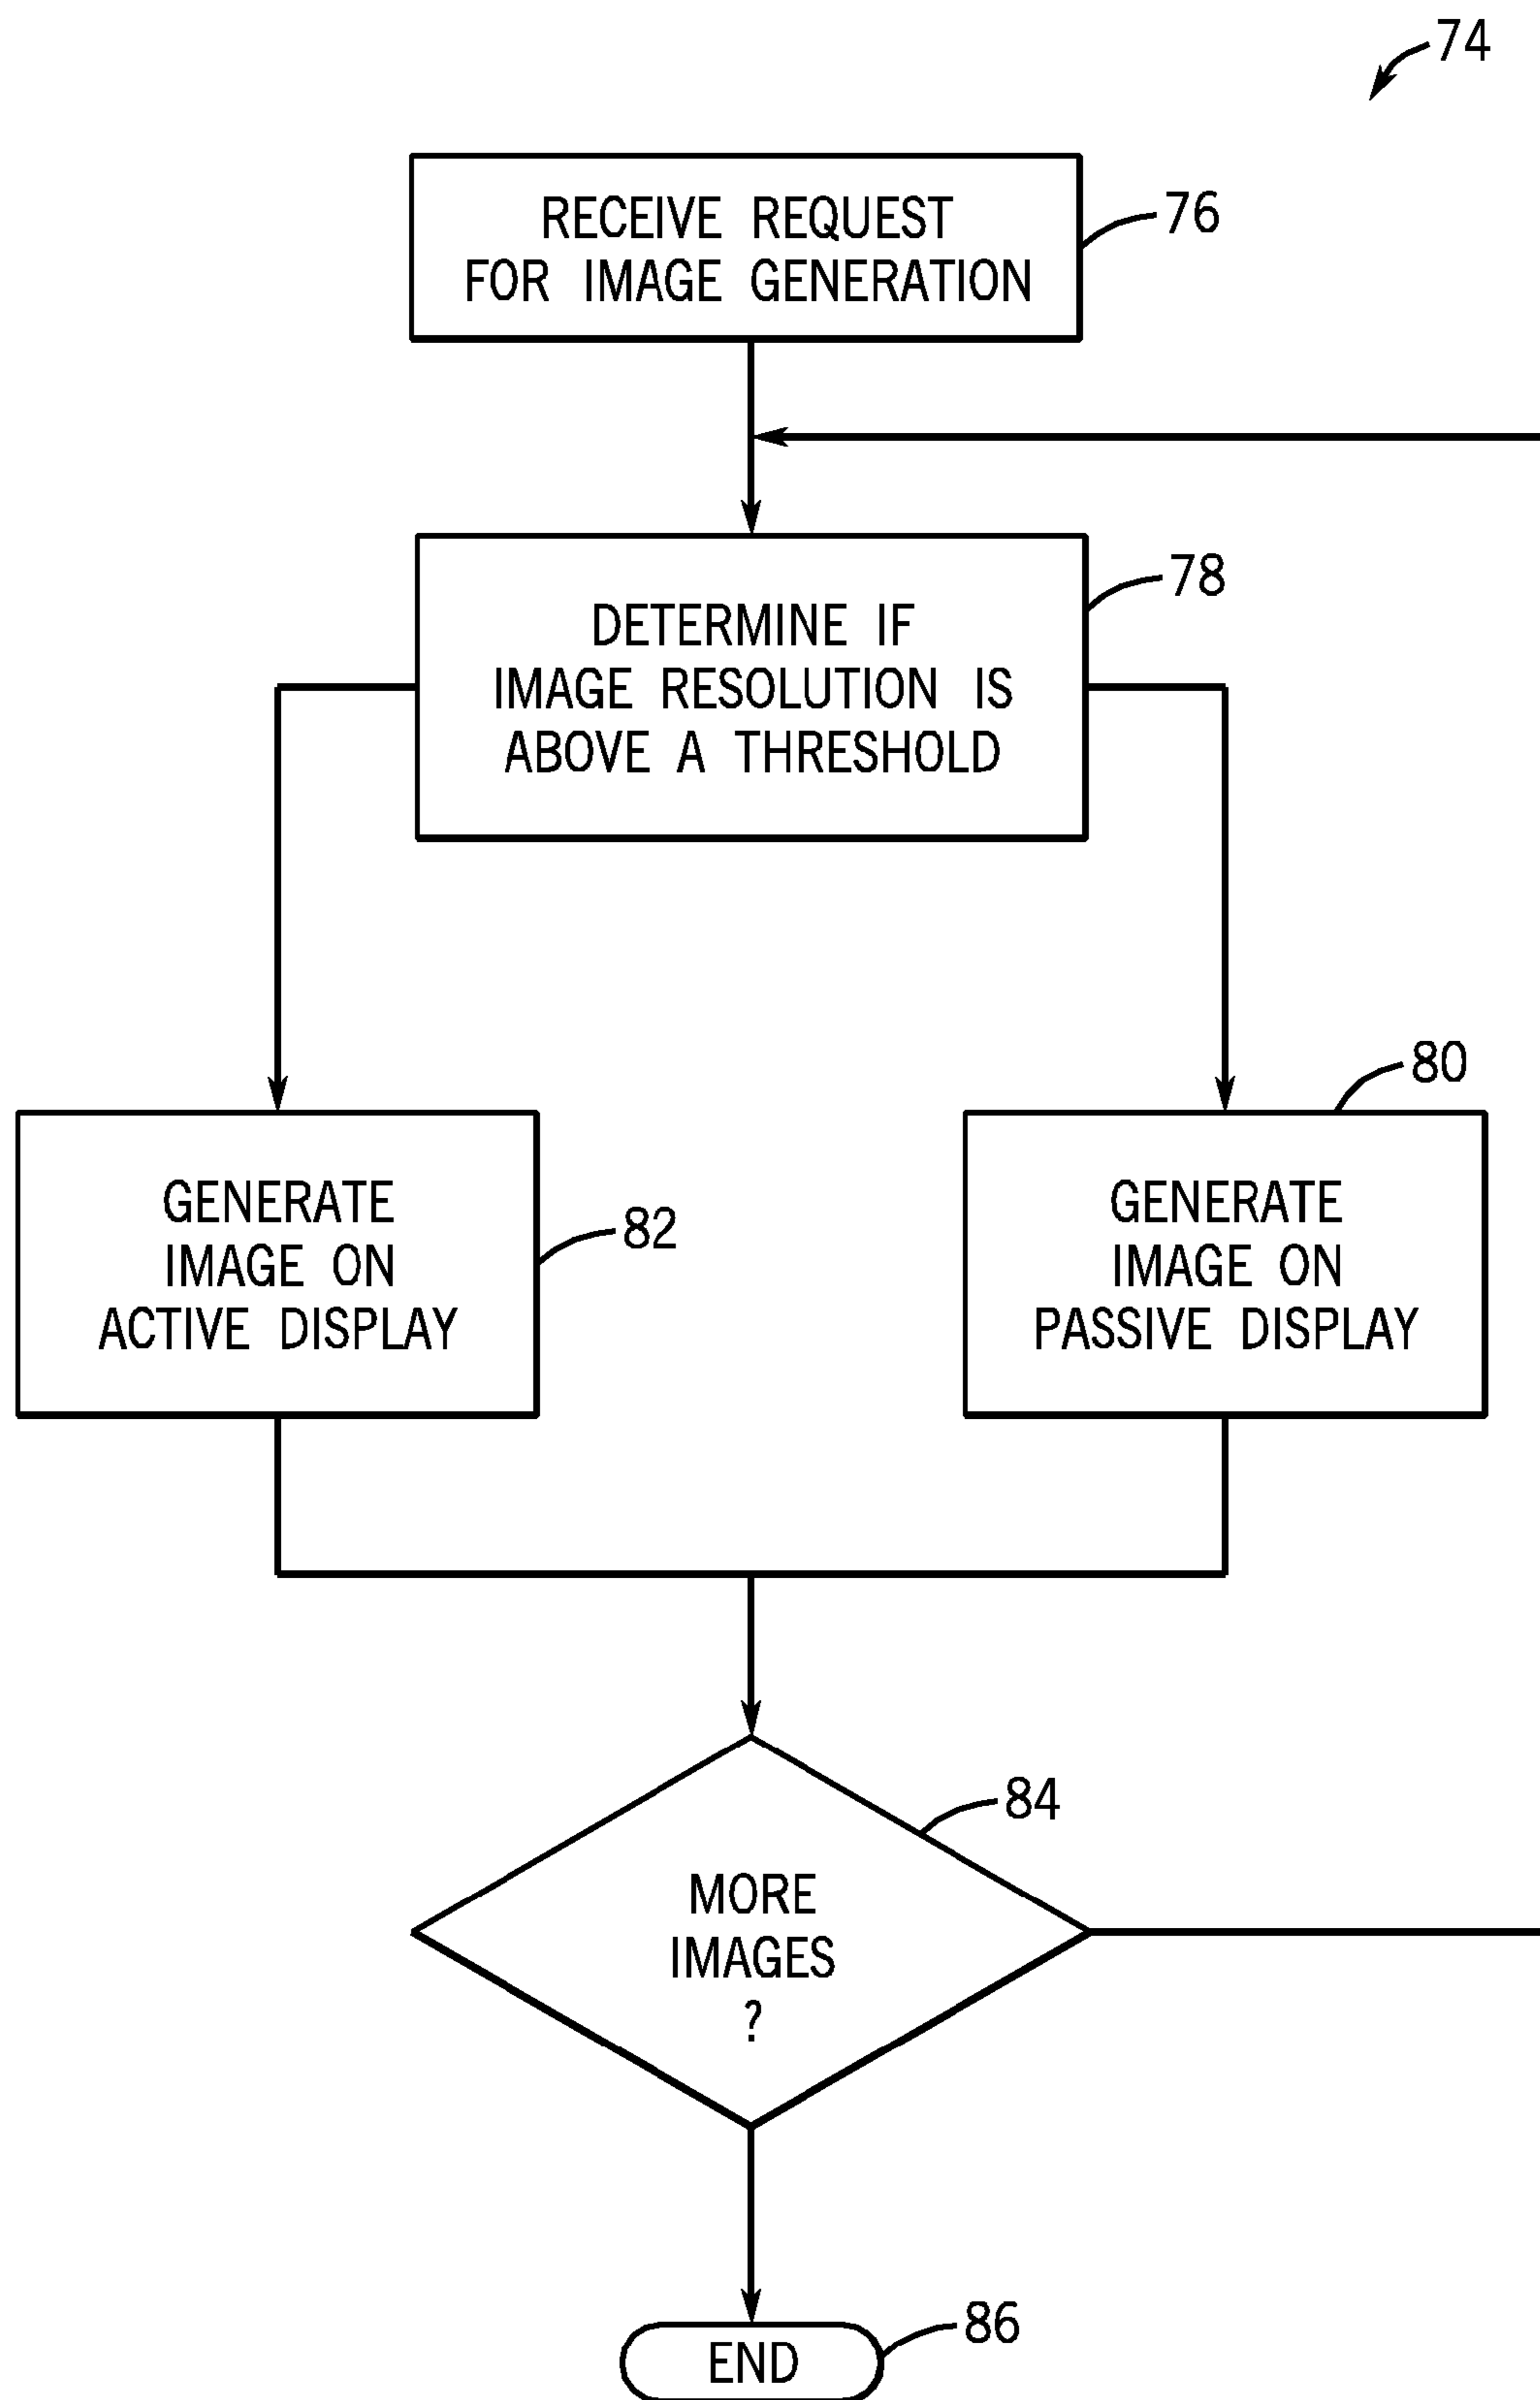 74
RECEIVE REQUEST
FOR IMAGE GENERATION
76
DETERMINE IF
IMAGE RESOLUTION IS
ABOVE A THRESHOLD
78
GENERATE
IMAGE ON
ACTIVE DISPLAY
82
GENERATE
IMAGE ON
PASSIVE DISPLAY
80
MORE
IMAGES
?
84
END
86